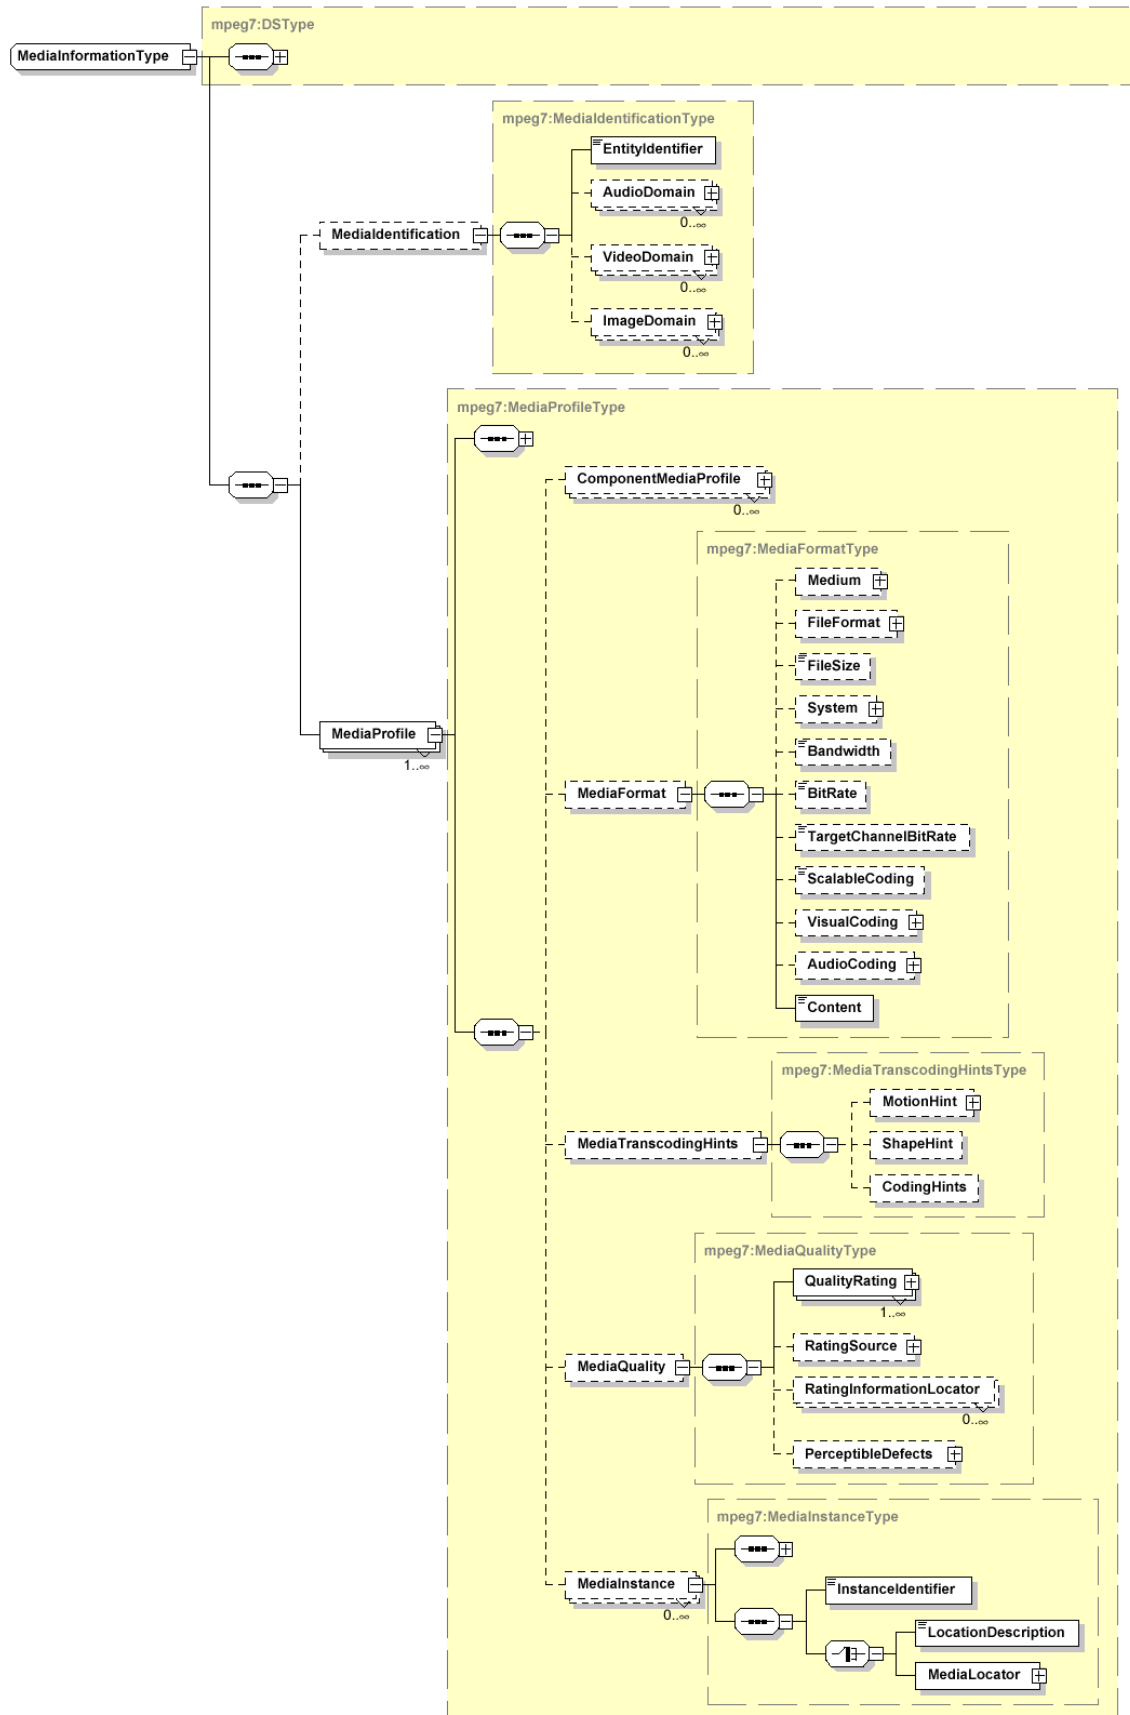 mpeg7:DSType
MediaInformationType
mpeg7:MediaIdentificationType
EntityIdentifier
AudioDomain
0..∞
MediaIdentification
VideoDomain
0..∞
ImageDomain
0..∞
mpeg7:MediaProfileType
ComponentMediaProfile
0..∞
mpeg7:MediaFormatType
Medium
FileFormat
FileSize
System
MediaProfile
1..∞
Bandwidth
MediaFormat
BitRate
TargetChannelBitRate
ScalableCoding
VisualCoding
AudioCoding
Content
mpeg7:MediaTranscodingHintsType
MotionHint
MediaTranscodingHints
ShapeHint
CodingHints
mpeg7:MediaQualityType
QualityRating
1..∞
RatingSource
MediaQuality
RatingInformationLocator
0..∞
PerceptibleDefects
mpeg7:MediaInstanceType
MediaInstance
0..∞
InstanceIdentifier
LocationDescription
MediaLocator